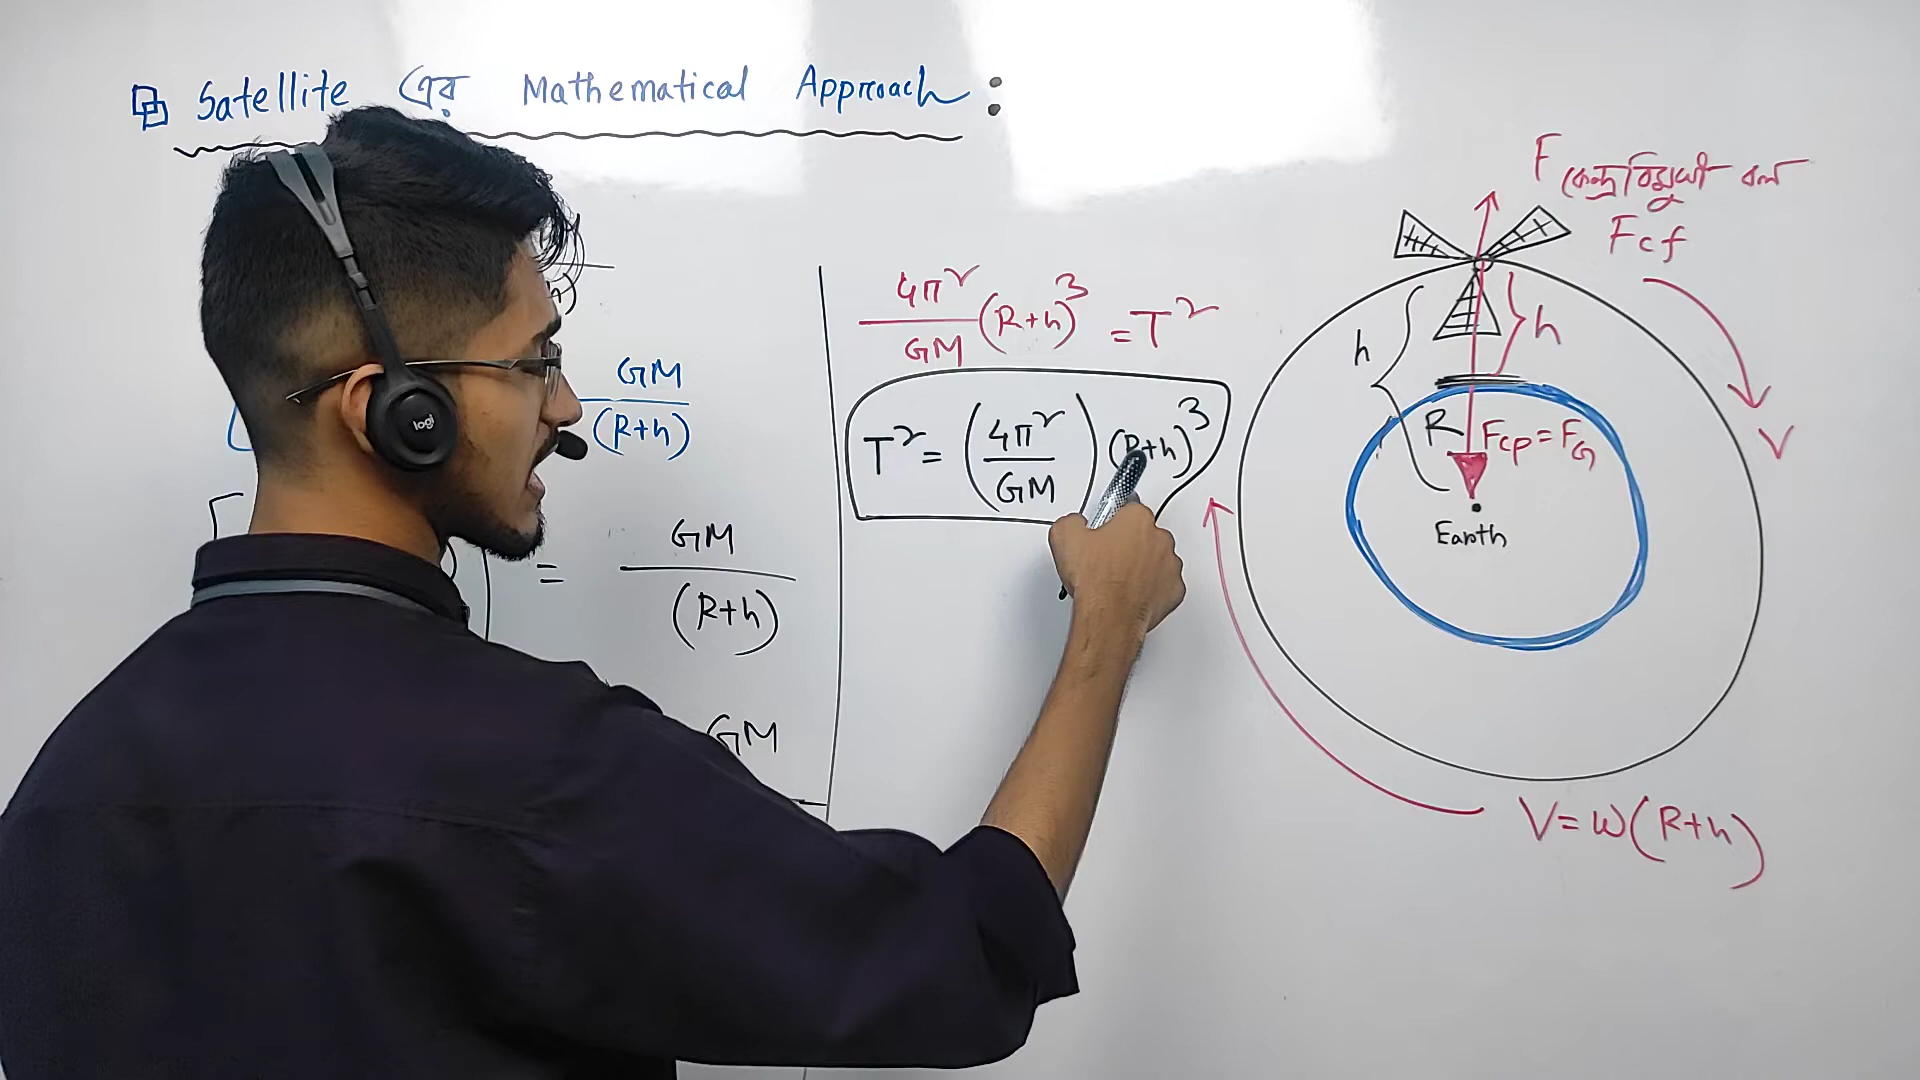 Satellite এর Mathematical Approach :
GM
(R+h)
= GM
(R+h)
GM
4π²
GM (R+h)³ = T²
T² = (4π²
GM) (R+h)³
F কেন্দ্রবিমুখী বল
Fcf
h
h
R
Fcp = FG
Earth
V
V = ω(R+h)
logi